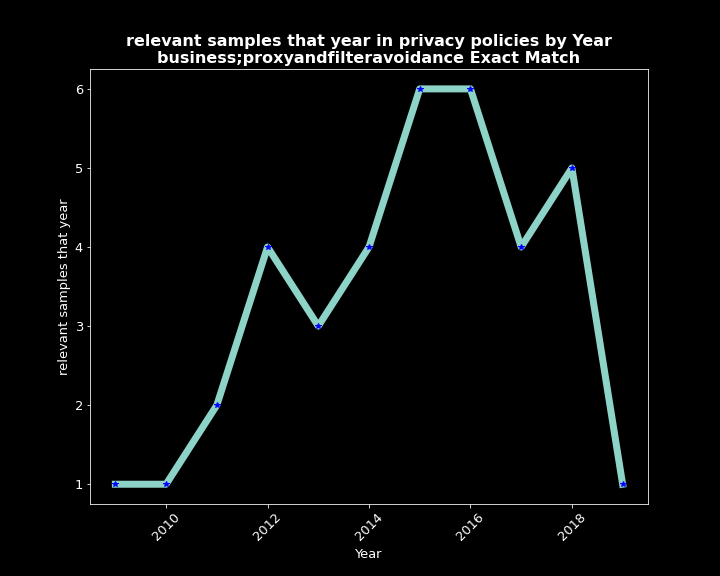 relevant samples that year in privacy policies by Year
business;proxyandfilteravoidance Exact Match
6
5
4
3
2
1
relevant samples that year
2010
2012
2014
2016
2018
Year